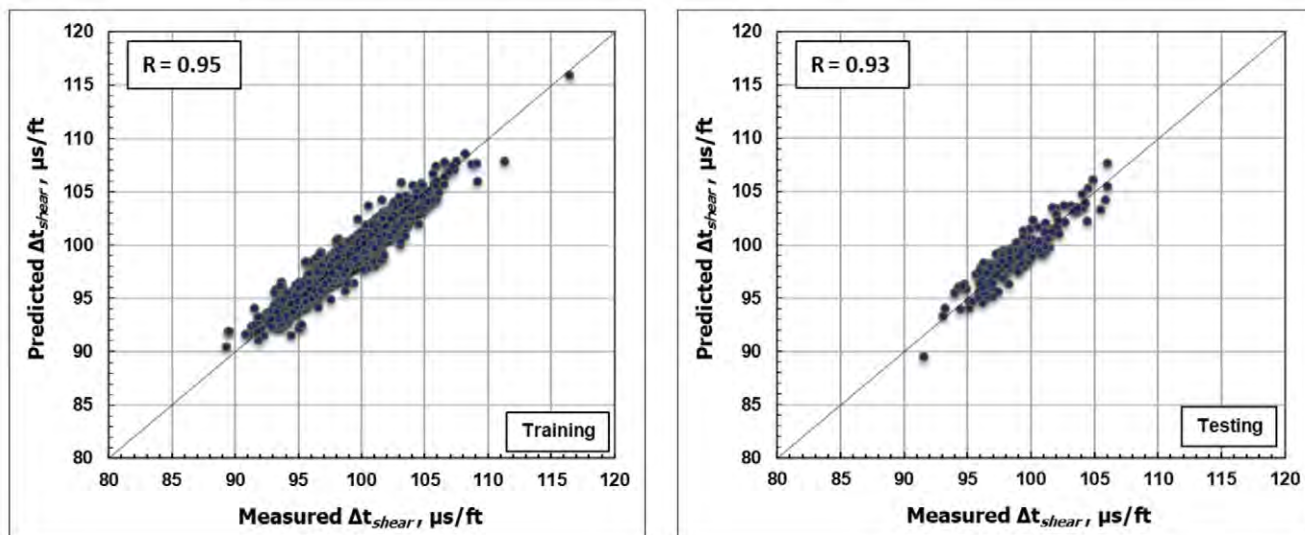 120
115
110
105
100
95
90
85
80
Predicted Δt_shear, μs/ft
R = 0.95
Training
80 85 90 95 100 105 110 115 120
Measured Δt_shear, μs/ft
120
115
110
105
100
95
90
85
80
Predicted Δt_shear, μs/ft
R = 0.93
Testing
80 85 90 95 100 105 110 115 120
Measured Δt_shear, μs/ft